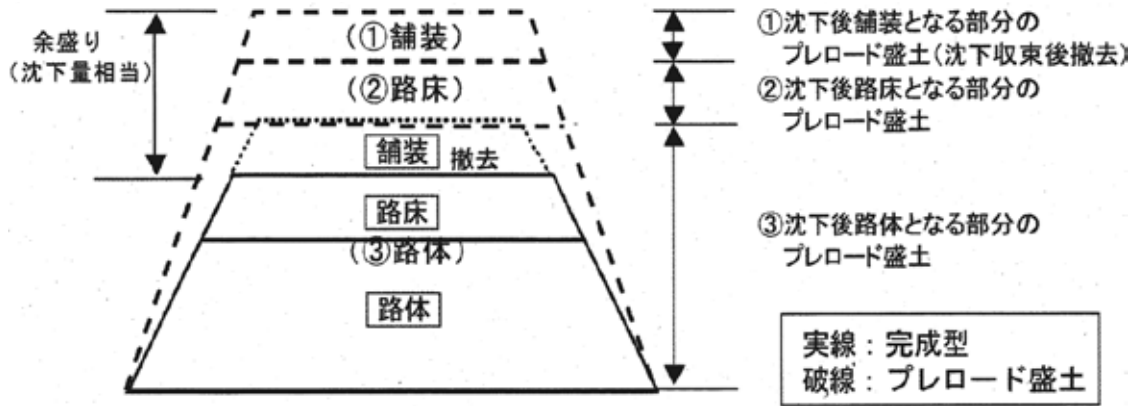 余盛り
(沈下量相当)
(①舗装)
(②路床)
舗装 撤去
路床
(③路体)
路体
①沈下後舗装となる部分の
プレロード盛土(沈下収束後撤去)
②沈下後路床となる部分の
プレロード盛土
③沈下後路体となる部分の
プレロード盛土
実線：完成型
破線：プレロード盛土